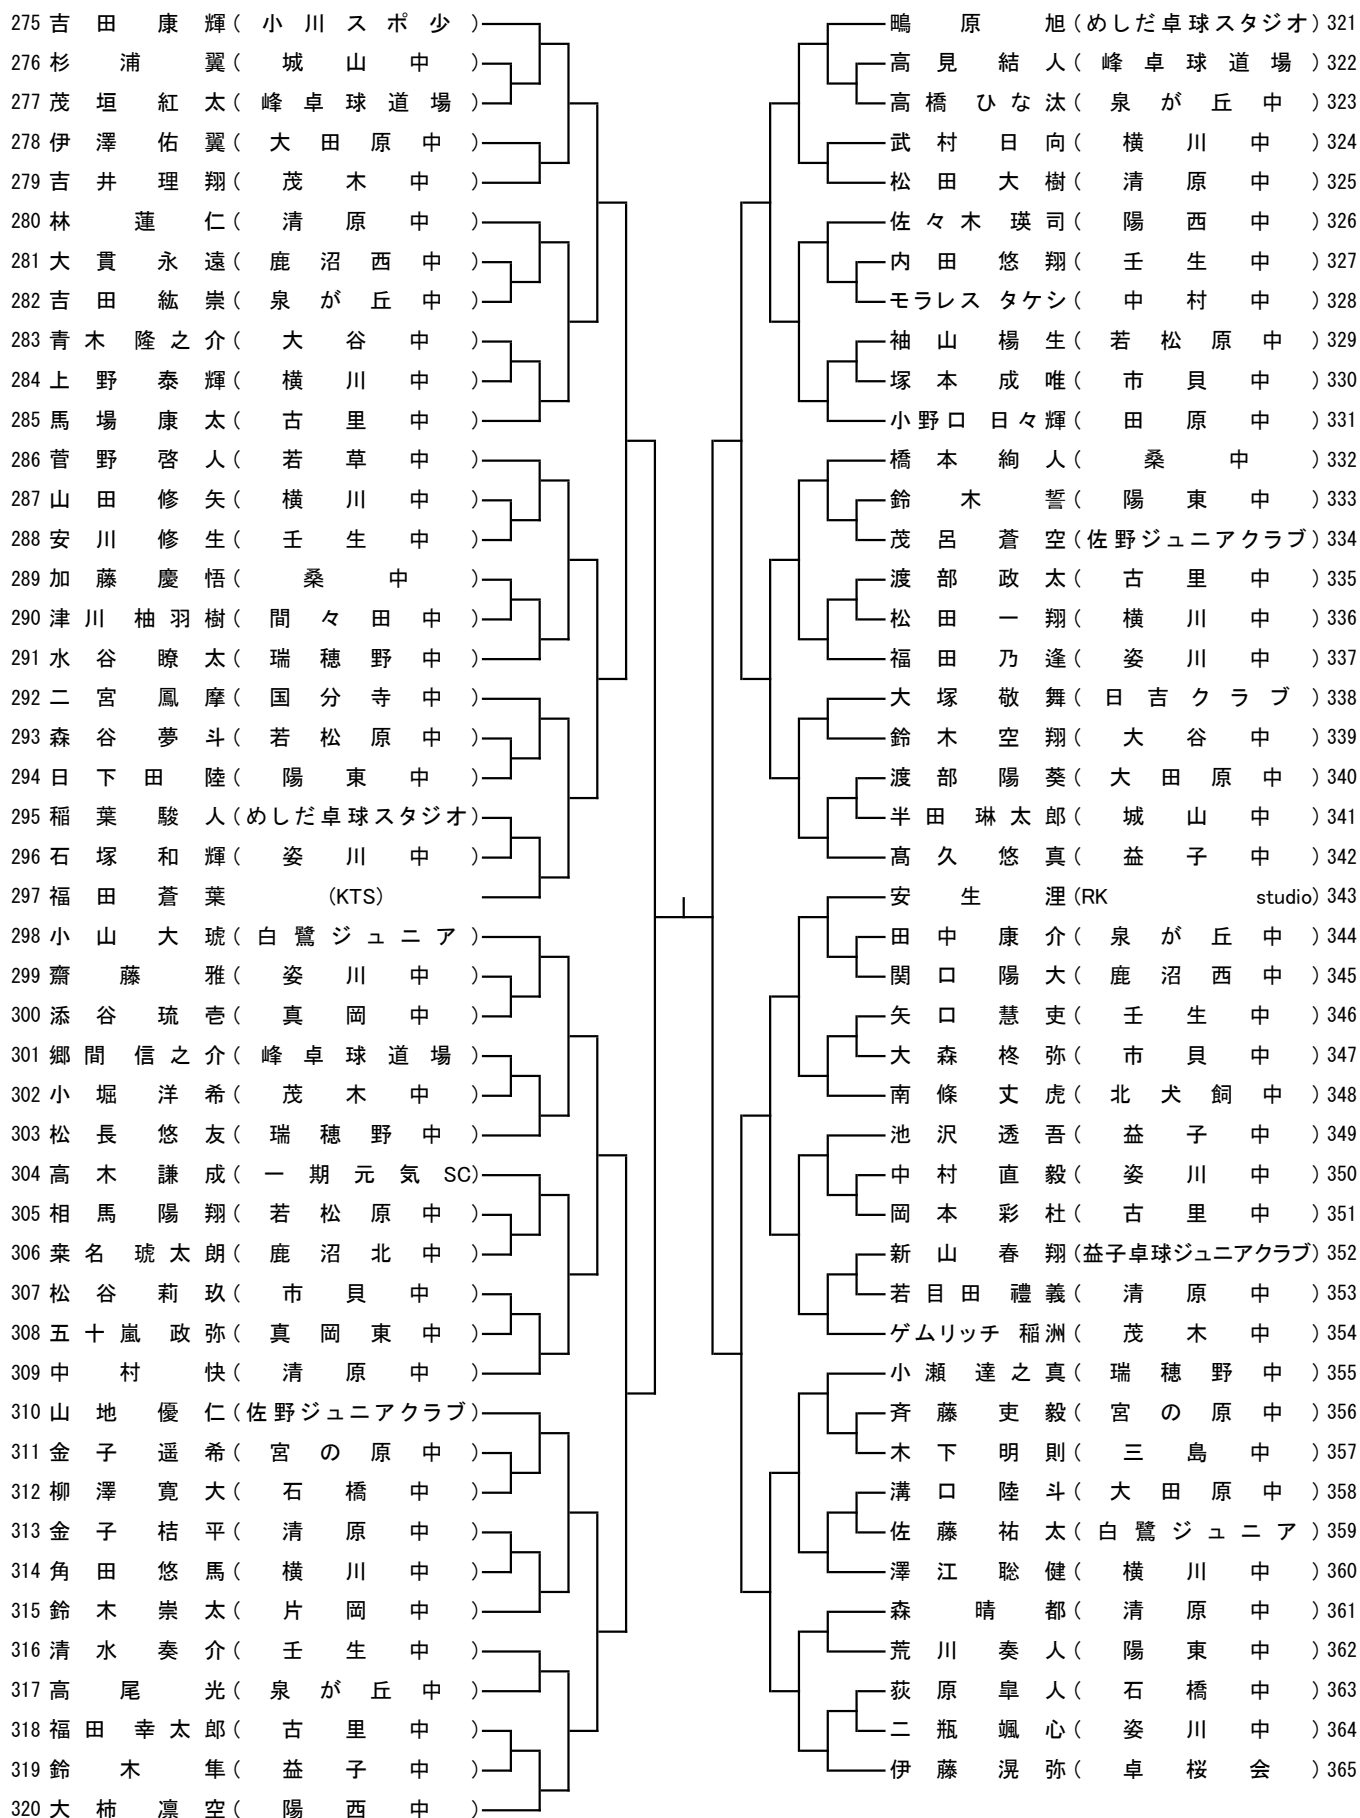 275 吉田 康輝 (小川スポ少)
276 杉浦 翼 (城山中)
277 茂垣 紅太 (峰卓球道場)
278 伊澤 佑翼 (大田原中)
279 吉井 理翔 (茂木中)
280 林 蓮仁 (清原中)
281 大貫 永遠 (鹿沼西中)
282 吉田 紘崇 (泉が丘中)
283 青木 隆之介 (大谷中)
284 上野 泰輝 (横川中)
285 馬場 康太 (古里中)
286 菅野 啓人 (若草中)
287 山田 修矢 (横川中)
288 安川 修生 (壬生中)
289 加藤 慶悟 (桑中)
290 津川 柚羽樹 (間々田中)
291 水谷 瞭太 (瑞穂野中)
292 二宮 鳳摩 (国分寺中)
293 森谷 夢斗 (若松原中)
294 日下田 陸 (陽東中)
295 稲葉 駿人 (めしだ卓球スタジオ)
296 石塚 和輝 (姿川中)
297 福田 蒼葉 (KTS)
298 小山 大琥 (白鷺ジュニア)
299 齋藤 雅 (姿川中)
300 添谷 琉壱 (真岡中)
301 郷間 信之介 (峰卓球道場)
302 小堀 洋希 (茂木中)
303 松長 悠友 (瑞穂野中)
304 高木 謙成 (一期元気SC)
305 相馬 陽翔 (若松原中)
306 桒名 琥太朗 (鹿沼北中)
307 松谷 莉玖 (市貝中)
308 五十嵐 政弥 (真岡東中)
309 中村 快 (清原中)
310 山地 優仁 (佐野ジュニアクラブ)
311 金子 遥希 (宮の原中)
312 柳澤 寛大 (石橋中)
313 金子 桔平 (清原中)
314 角田 悠馬 (横川中)
315 鈴木 崇太 (片岡中)
316 清水 奏介 (壬生中)
317 高尾 光 (泉が丘中)
318 福田 幸太郎 (古里中)
319 鈴木 隼 (益子中)
320 大柿 凛空 (陽西中)
鴫原 旭 (めしだ卓球スタジオ) 321
高見 結人 (峰卓球道場) 322
高橋 ひな汰 (泉が丘中) 323
武村 日向 (横川中) 324
松田 大樹 (清原中) 325
佐々木 瑛司 (陽西中) 326
内田 悠翔 (壬生中) 327
モラレス タケシ (中村中) 328
袖山 楊生 (若松原中) 329
塚本 成唯 (市貝中) 330
小野口 日々輝 (田原中) 331
橋本 絢人 (桑中) 332
鈴木 誓 (陽東中) 333
茂呂 蒼空 (佐野ジュニアクラブ) 334
渡部 政太 (古里中) 335
松田 一翔 (横川中) 336
福田 乃逢 (姿川中) 337
大塚 敬舞 (日吉クラブ) 338
鈴木 空翔 (大谷中) 339
渡部 陽葵 (大田原中) 340
半田 琳太郎 (城山中) 341
髙久 悠真 (益子中) 342
安生 浬 (RK studio) 343
田中 康介 (泉が丘中) 344
関口 陽大 (鹿沼西中) 345
矢口 慧吏 (壬生中) 346
大森 柊弥 (市貝中) 347
南條 丈虎 (北犬飼中) 348
池沢 透吾 (益子中) 349
中村 直毅 (姿川中) 350
岡本 彩杜 (古里中) 351
新山 春翔 (益子卓球ジュニアクラブ) 352
若目田 禮義 (清原中) 353
ゲムリッチ 稲洲 (茂木中) 354
小瀬 達之真 (瑞穂野中) 355
斉藤 吏毅 (宮の原中) 356
木下 明則 (三島中) 357
溝口 陸斗 (大田原中) 358
佐藤 祐太 (白鷺ジュニア) 359
澤江 聡健 (横川中) 360
森 晴都 (清原中) 361
荒川 奏人 (陽東中) 362
荻原 皐人 (石橋中) 363
二瓶 颯心 (姿川中) 364
伊藤 滉弥 (卓桜会) 365